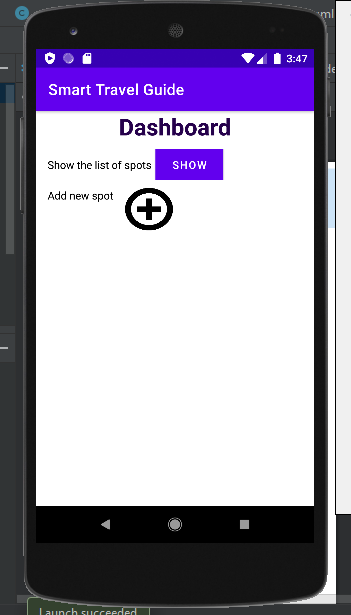 3:47
Smart Travel Guide
Dashboard
Show the list of spots SHOW
Add new spot
Launch succeeded